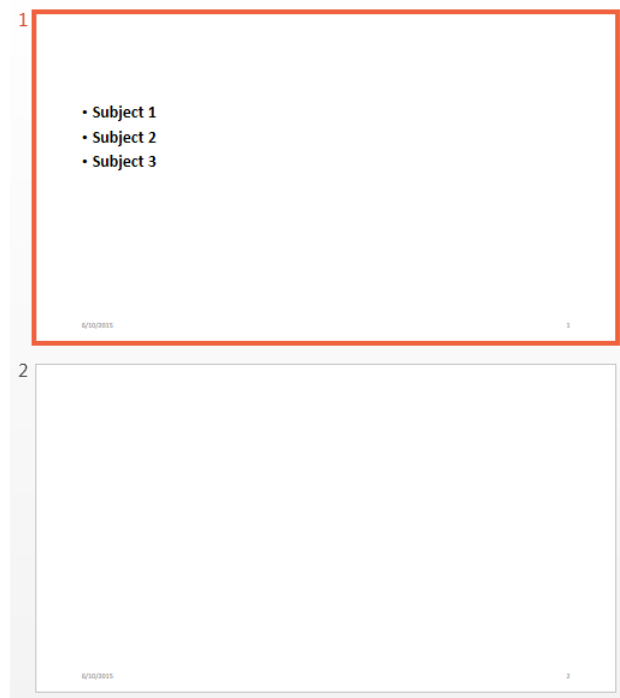 1
• Subject 1
• Subject 2
• Subject 3
6/10/2015 1
2
6/10/2015 2